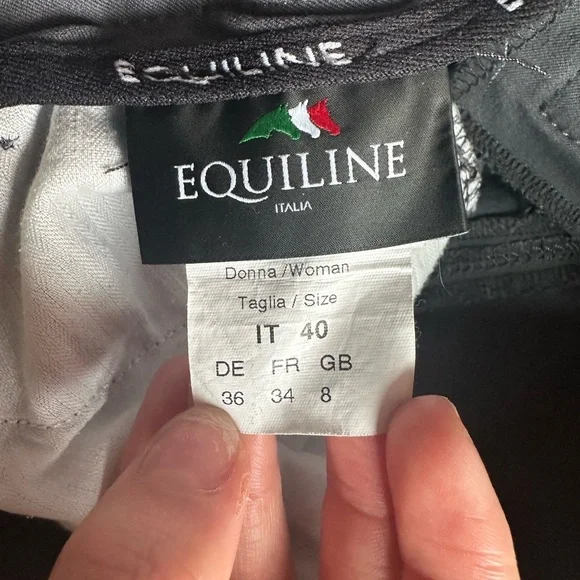 EQUILINE
EQUILINE
ITALIA
Donna / Woman
Taglia / Size
IT 40
DE FR GB
36 34 8